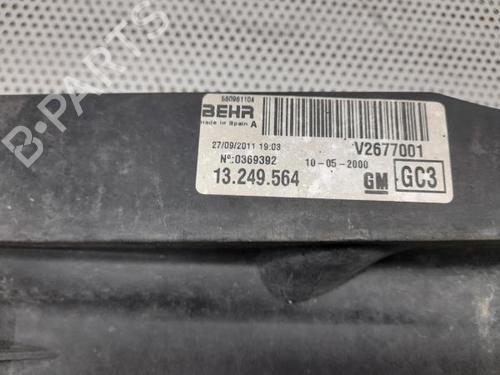 B-PARTS
560961104
BEHR
made in Spain A
27/09/2011 19:03
V2677001
Nº:0369392
10-05-2000
13.249.564
GM
GC3